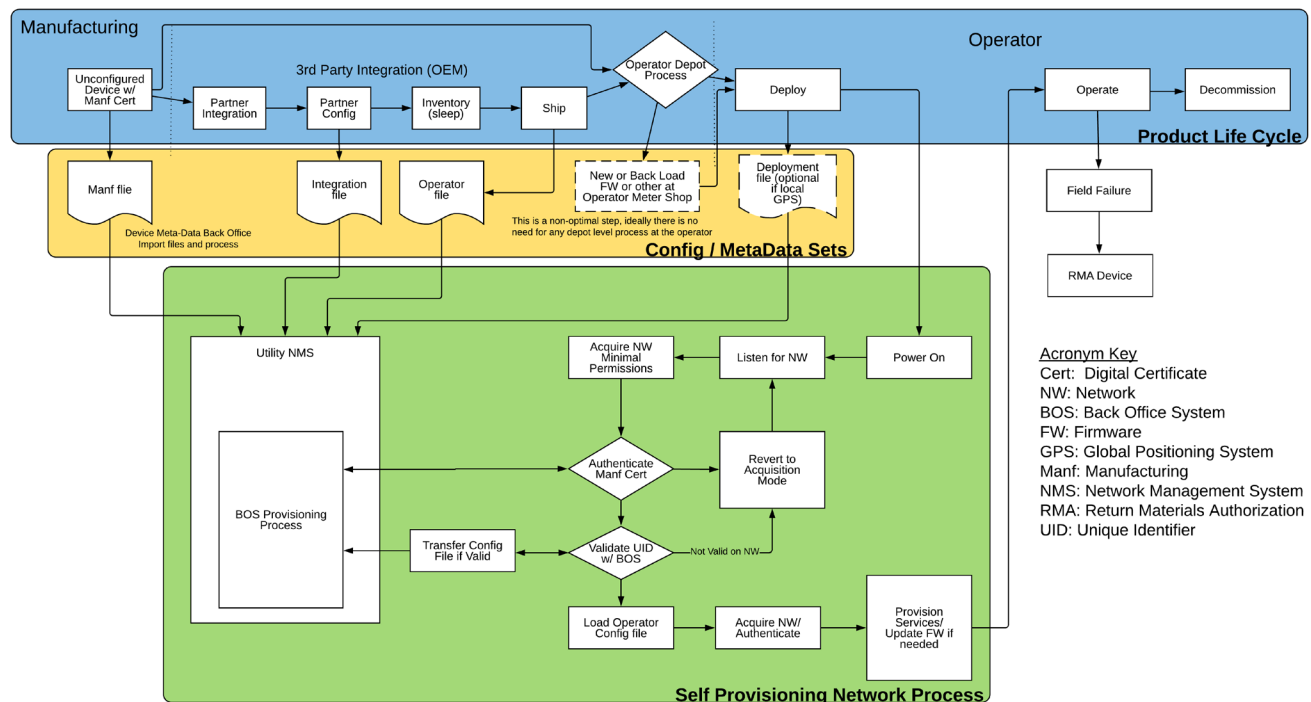 Manufacturing
Operator
3rd Party Integration (OEM)
Unconfigured
Device w/
Manf Cert
Partner
Integration
Partner
Config
Inventory
(sleep)
Ship
Operator Depot
Process
Deploy
Operate
Decommission
Product Life Cycle
Manf flie
Integration
file
Operator
file
New or Back Load
FW or other at
Operator Meter Shop
Deployment
file (optional
if local
GPS)
Device Meta-Data Back Office
Import files and process
This is a non-optimal step, ideally there is no
need for any depot level process at the operator
Config / MetaData Sets
Field Failure
RMA Device
Utility NMS
BOS Provisioning
Process
Acquire NW
Minimal
Permissions
Listen for NW
Power On
Authenticate
Manf Cert
Revert to
Acquisition
Mode
Transfer Config
File if Valid
Validate UID
w/ BOS
Not Valid on NW
Load Operator
Config file
Acquire NW/
Authenticate
Provision
Services/
Update FW if
needed
Self Provisioning Network Process
Acronym Key
Cert: Digital Certificate
NW: Network
BOS: Back Office System
FW: Firmware
GPS: Global Positioning System
Manf: Manufacturing
NMS: Network Management System
RMA: Return Materials Authorization
UID: Unique Identifier